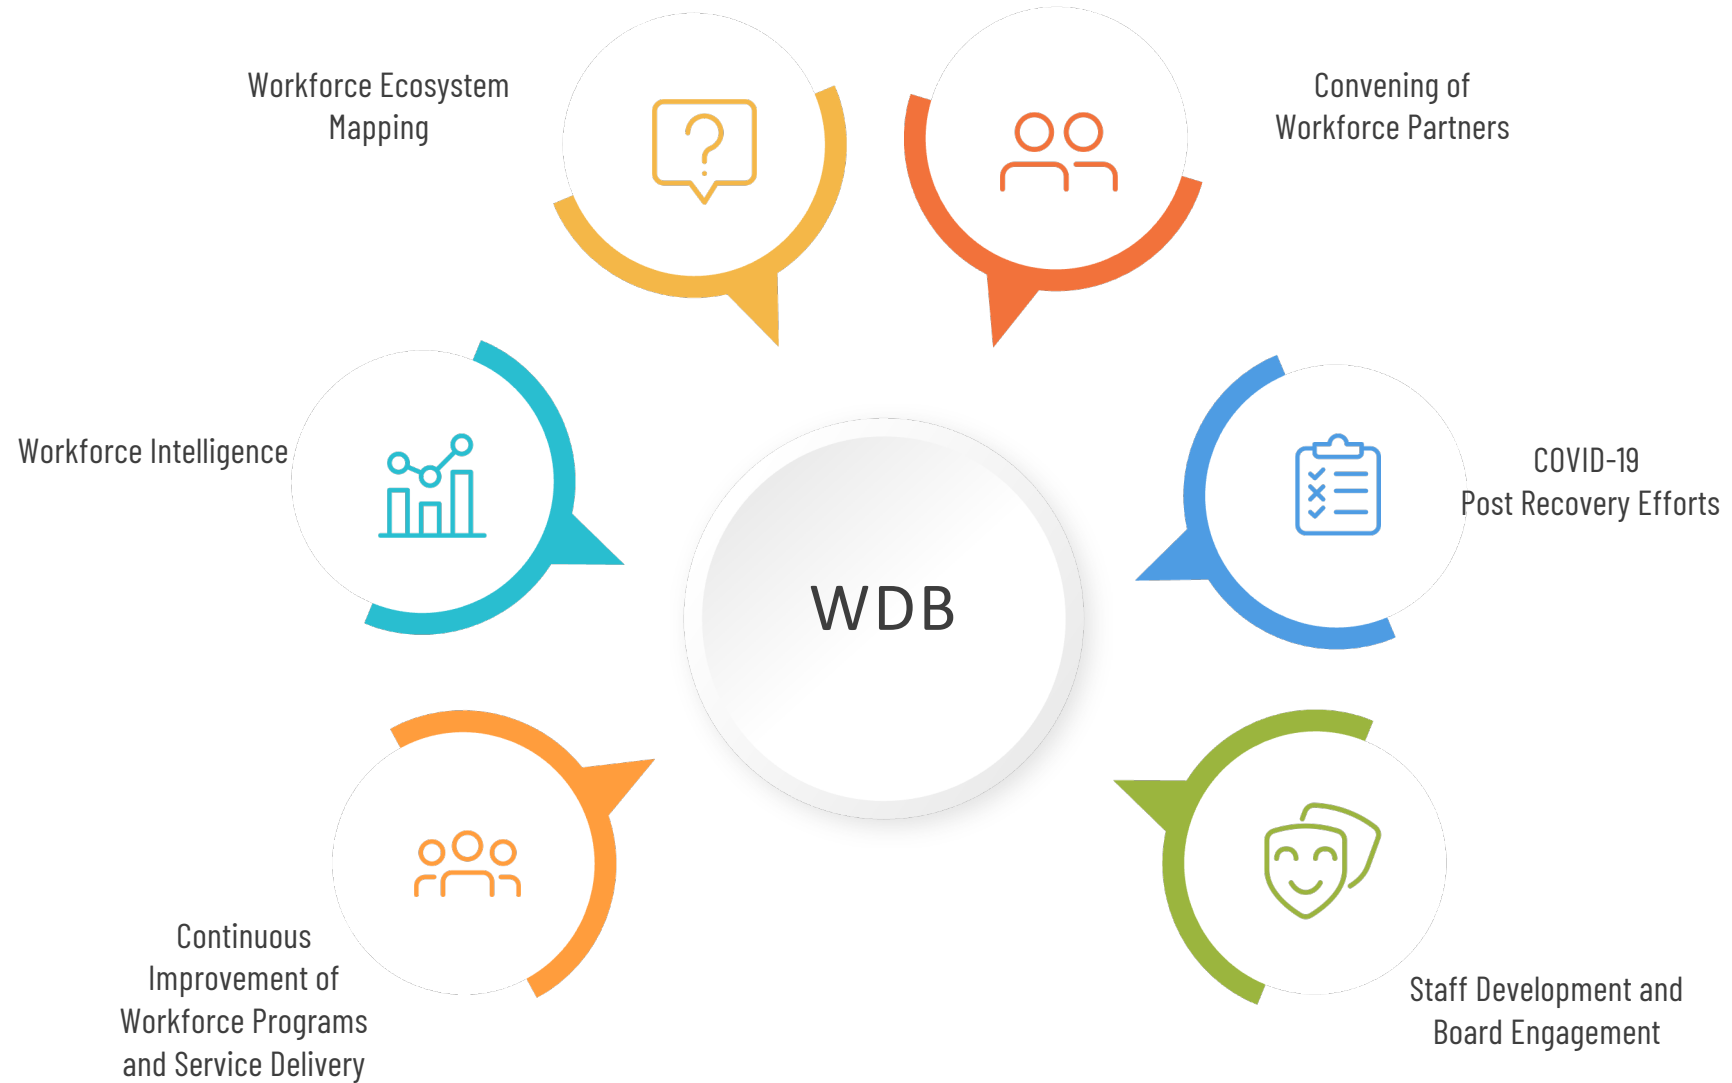 Workforce Ecosystem
Mapping
Convening of
Workforce Partners
Workforce Intelligence
COVID-19
Post Recovery Efforts
WDB
Continuous
Improvement of
Workforce Programs
and Service Delivery
Staff Development and
Board Engagement